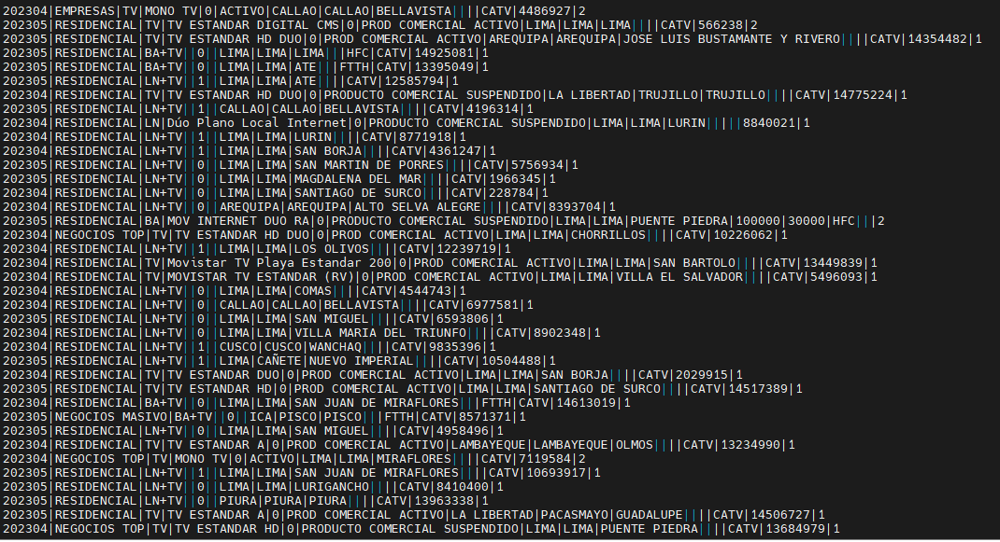 202304|EMPRESAS|TV|MONO TV|0|ACTIVO|CALLAO|CALLAO|BELLAVISTA||||CATV|4486927|2
202305|RESIDENCIAL|TV|TV ESTANDAR DIGITAL CMS|0|PROD COMERCIAL ACTIVO|LIMA|LIMA|LIMA||||CATV|566238|2
202305|RESIDENCIAL|TV|TV ESTANDAR HD DUO|0|PROD COMERCIAL ACTIVO|AREQUIPA|AREQUIPA|JOSE LUIS BUSTAMANTE Y RIVERO||||CATV|14354482|1
202305|RESIDENCIAL|BA+TV||0||LIMA|LIMA|LIMA|||HFC|CATV|14925081|1
202305|RESIDENCIAL|BA+TV||0||LIMA|LIMA|ATE|||FTTH|CATV|13395049|1
202305|RESIDENCIAL|LN+TV||1||LIMA|LIMA|ATE||||CATV|12585794|1
202304|RESIDENCIAL|TV|TV ESTANDAR HD DUO|0|PRODUCTO COMERCIAL SUSPENDIDO|LA LIBERTAD|TRUJILLO|TRUJILLO||||CATV|14775224|1
202305|RESIDENCIAL|LN+TV||1||CALLAO|CALLAO|BELLAVISTA||||CATV|4196314|1
202304|RESIDENCIAL|LN|Dúo Plano Local Internet|0|PRODUCTO COMERCIAL SUSPENDIDO|LIMA|LIMA|LURIN|||||8840021|1
202304|RESIDENCIAL|LN+TV||1||LIMA|LIMA|LURIN||||CATV|8771918|1
202304|RESIDENCIAL|LN+TV||1||LIMA|LIMA|SAN BORJA||||CATV|4361247|1
202305|RESIDENCIAL|LN+TV||0||LIMA|LIMA|SAN MARTIN DE PORRES||||CATV|5756934|1
202304|RESIDENCIAL|LN+TV||0||LIMA|LIMA|MAGDALENA DEL MAR||||CATV|1966345|1
202304|RESIDENCIAL|LN+TV||0||LIMA|LIMA|SANTIAGO DE SURCO||||CATV|228784|1
202304|RESIDENCIAL|LN+TV||0||AREQUIPA|AREQUIPA|ALTO SELVA ALEGRE||||CATV|8393704|1
202305|RESIDENCIAL|BA|MOV INTERNET DUO RA|0|PRODUCTO COMERCIAL SUSPENDIDO|LIMA|LIMA|PUENTE PIEDRA|100000|30000|HFC|||2
202304|NEGOCIOS TOP|TV|TV ESTANDAR HD DUO|0|PROD COMERCIAL ACTIVO|LIMA|LIMA|CHORRILLOS||||CATV|10226062|1
202304|RESIDENCIAL|LN+TV||1||LIMA|LIMA|LOS OLIVOS||||CATV|12239719|1
202304|RESIDENCIAL|TV|Movistar TV Playa Estandar 200|0|PROD COMERCIAL ACTIVO|LIMA|LIMA|SAN BARTOLO||||CATV|13449839|1
202304|RESIDENCIAL|TV|MOVISTAR TV ESTANDAR (RV)|0|PROD COMERCIAL ACTIVO|LIMA|LIMA|VILLA EL SALVADOR||||CATV|5496093|1
202304|RESIDENCIAL|LN+TV||0||LIMA|LIMA|COMAS||||CATV|4544743|1
202304|RESIDENCIAL|LN+TV||0||CALLAO|CALLAO|BELLAVISTA||||CATV|6977581|1
202305|RESIDENCIAL|LN+TV||0||LIMA|LIMA|SAN MIGUEL||||CATV|6593806|1
202304|RESIDENCIAL|LN+TV||0||LIMA|LIMA|VILLA MARIA DEL TRIUNFO||||CATV|8902348|1
202304|RESIDENCIAL|LN+TV||1||CUSCO|CUSCO|WANCHAQ||||CATV|9835396|1
202305|RESIDENCIAL|LN+TV||1||LIMA|CAÑETE|NUEVO IMPERIAL||||CATV|10504488|1
202304|RESIDENCIAL|TV|TV ESTANDAR DUO|0|PROD COMERCIAL ACTIVO|LIMA|LIMA|SAN BORJA||||CATV|2029915|1
202305|RESIDENCIAL|TV|TV ESTANDAR HD|0|PROD COMERCIAL ACTIVO|LIMA|LIMA|SANTIAGO DE SURCO||||CATV|14517389|1
202304|RESIDENCIAL|BA+TV||0||LIMA|LIMA|SAN JUAN DE MIRAFLORES|||FTTH|CATV|14613019|1
202305|NEGOCIOS MASIVO|BA+TV||0||ICA|PISCO|PISCO|||FTTH|CATV|8571371|1
202305|RESIDENCIAL|LN+TV||0||LIMA|LIMA|SAN MIGUEL||||CATV|4958496|1
202304|RESIDENCIAL|TV|TV ESTANDAR A|0|PROD COMERCIAL ACTIVO|LAMBAYEQUE|LAMBAYEQUE|OLMOS||||CATV|13234990|1
202304|NEGOCIOS TOP|TV|MONO TV|0|ACTIVO|LIMA|LIMA|MIRAFLORES||||CATV|7119584|2
202305|RESIDENCIAL|LN+TV||1||LIMA|LIMA|SAN JUAN DE MIRAFLORES||||CATV|10693917|1
202305|RESIDENCIAL|LN+TV||0||LIMA|LIMA|LURIGANCHO||||CATV|8410400|1
202305|RESIDENCIAL|LN+TV||0||PIURA|PIURA|PIURA||||CATV|13963338|1
202305|RESIDENCIAL|TV|TV ESTANDAR A|0|PROD COMERCIAL ACTIVO|LA LIBERTAD|PACASMAYO|GUADALUPE||||CATV|14506727|1
202304|NEGOCIOS TOP|TV|TV ESTANDAR HD|0|PRODUCTO COMERCIAL SUSPENDIDO|LIMA|LIMA|PUENTE PIEDRA||||CATV|13684979|1